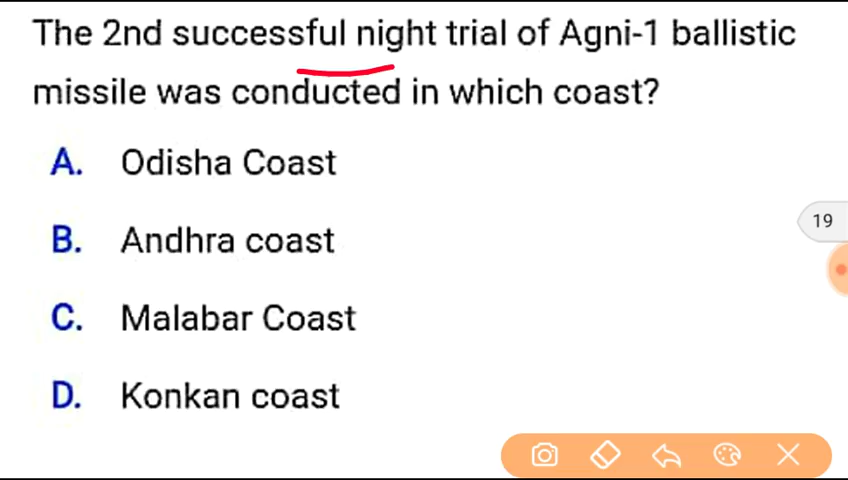 The 2nd successful night trial of Agni-1 ballistic
missile was conducted in which coast?
A. Odisha Coast
B. Andhra coast
19
C. Malabar Coast
D. Konkan coast